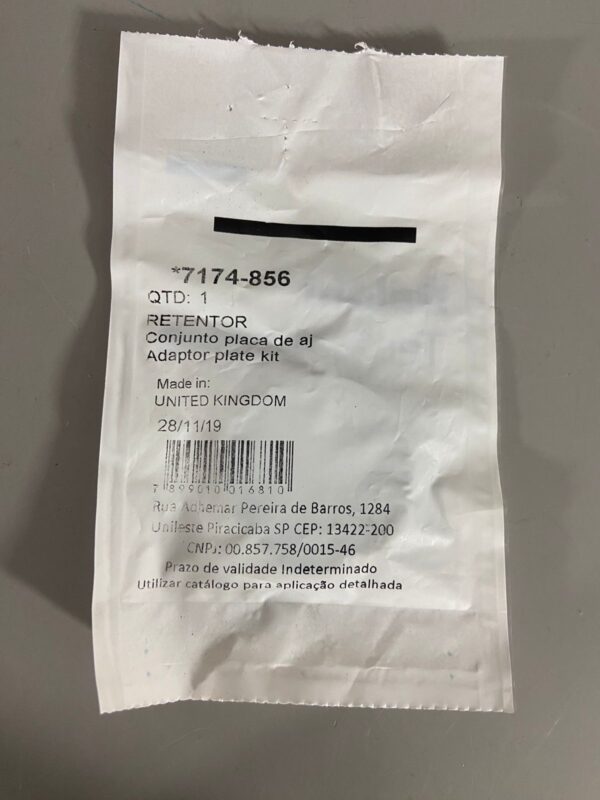 *7174-856
QTD: 1
RETENTOR
Conjunto placa de aj
Adaptor plate kit
Made in:
UNITED KINGDOM
28/11/19
7 899010 016810
Rua Adhemar Pereira de Barros, 1284
Unileste Piracicaba SP CEP: 13422-200
CNPJ: 00.857.758/0015-46
Prazo de validade Indeterminado
Utilizar catálogo para aplicação detalhada